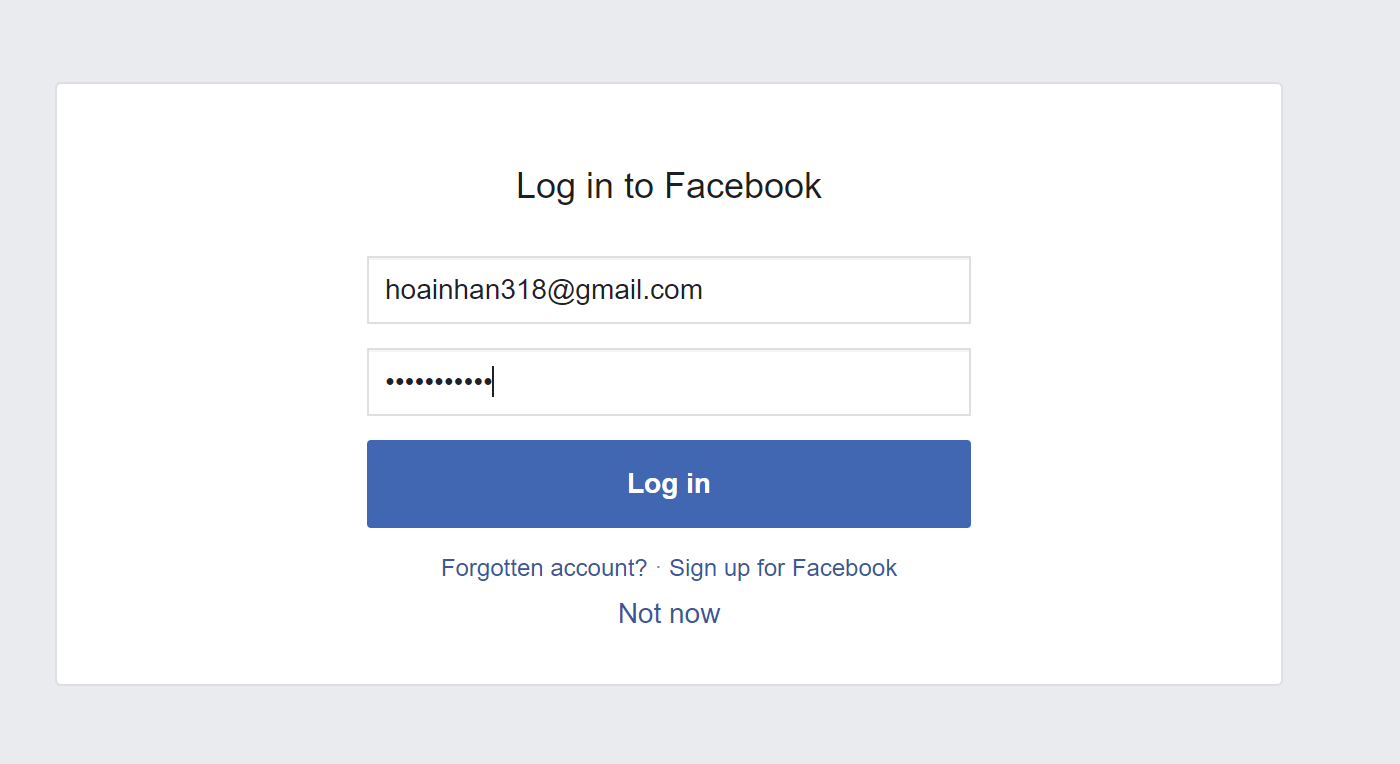 Log in to Facebook
hoainhan318@gmail.com
•••••••••••
Log in
Forgotten account? · Sign up for Facebook
Not now